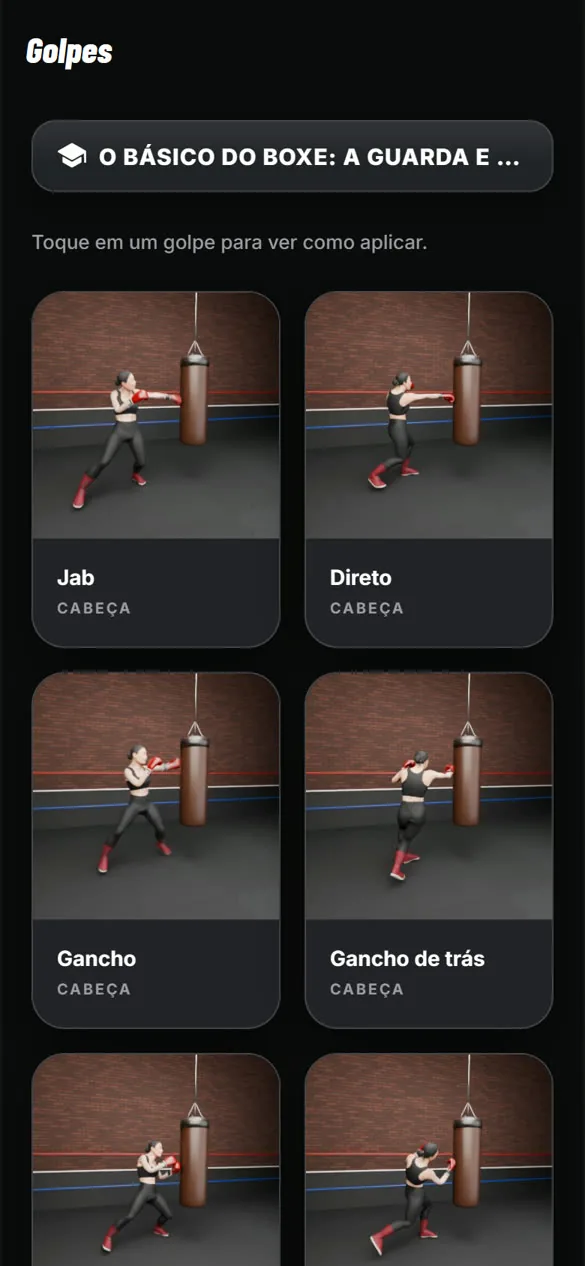 Golpes
O BÁSICO DO BOXE: A GUARDA E ...
Toque em um golpe para ver como aplicar.
Jab
CABEÇA
Direto
CABEÇA
Gancho
CABEÇA
Gancho de trás
CABEÇA